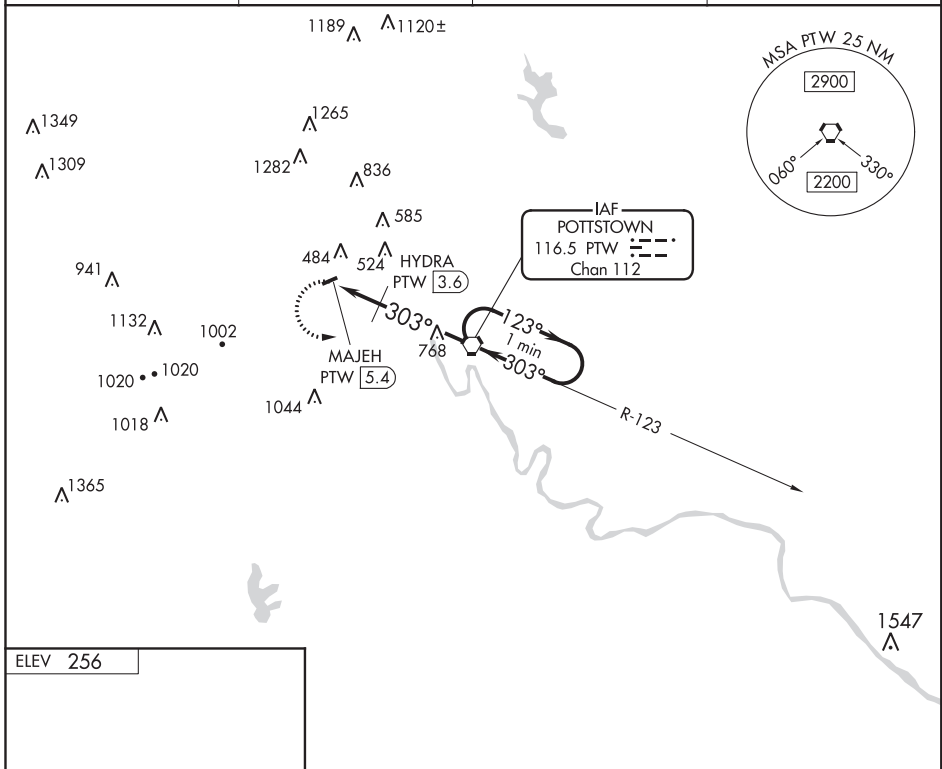 1189
1120±
MSA PTW 25 NM
2900
060°
330°
2200
1349
1265
1309
1282
836
585
IAF
POTTSTOWN
116.5 PTW
Chan 112
484
524
HYDRA
PTW 3.6
941
303°
123°
1 min
303°
1132
1002
768
MAJEH
PTW 5.4
1020
1020
1044
1018
R-123
1365
1547
ELEV 256